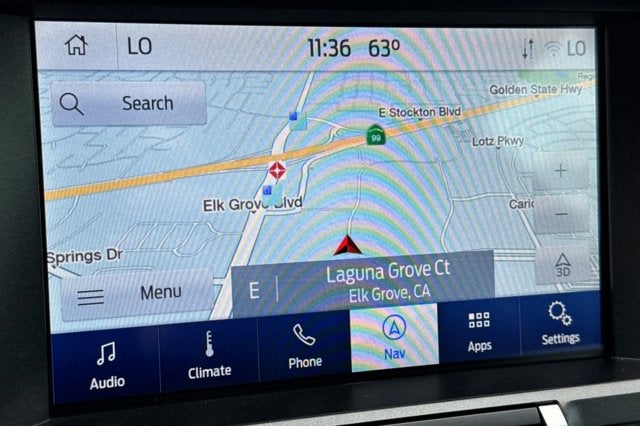 LO 11:36 63° LO
Search
E Stockton Blvd
Golden State Hwy
99
Lotz Pkwy
Elk Grove Blvd
+
−
Springs Dr
3D
Menu
E
Laguna Grove Ct
Elk Grove, CA
Audio
Climate
Phone
Nav
Apps
Settings